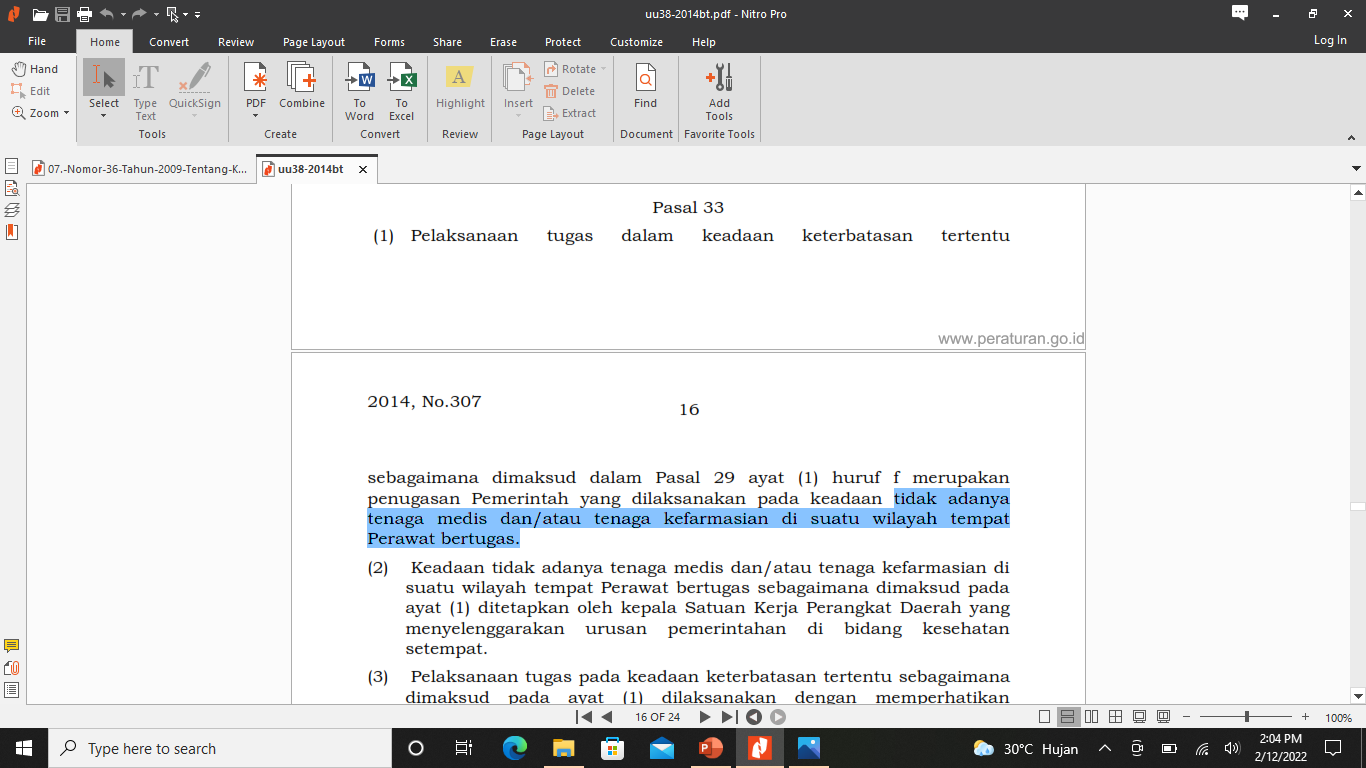 uu38-2014bt.pdf - Nitro Pro
File Home Convert Review Page Layout Forms Share Erase Protect Customize Help Log In
Hand
Edit
Zoom
Select
Type Text
QuickSign
Tools
PDF
Combine
Create
To Word
To Excel
Convert
Highlight
Review
Insert
Rotate
Delete
Extract
Page Layout
Find
Document
Add Tools
Favorite Tools
07.-Nomor-36-Tahun-2009-Tentang-K...
uu38-2014bt
Pasal 33
(1) Pelaksanaan tugas dalam keadaan keterbatasan tertentu
www.peraturan.go.id
2014, No.307
16
sebagaimana dimaksud dalam Pasal 29 ayat (1) huruf f merupakan
penugasan Pemerintah yang dilaksanakan pada keadaan tidak adanya
tenaga medis dan/atau tenaga kefarmasian di suatu wilayah tempat
Perawat bertugas.
(2) Keadaan tidak adanya tenaga medis dan/atau tenaga kefarmasian di
suatu wilayah tempat Perawat bertugas sebagaimana dimaksud pada
ayat (1) ditetapkan oleh kepala Satuan Kerja Perangkat Daerah yang
menyelenggarakan urusan pemerintahan di bidang kesehatan
setempat.
(3) Pelaksanaan tugas pada keadaan keterbatasan tertentu sebagaimana
dimaksud pada ayat (1) dilaksanakan dengan memperhatikan
16 OF 24
100%
Type here to search
30°C Hujan
2:04 PM
2/12/2022